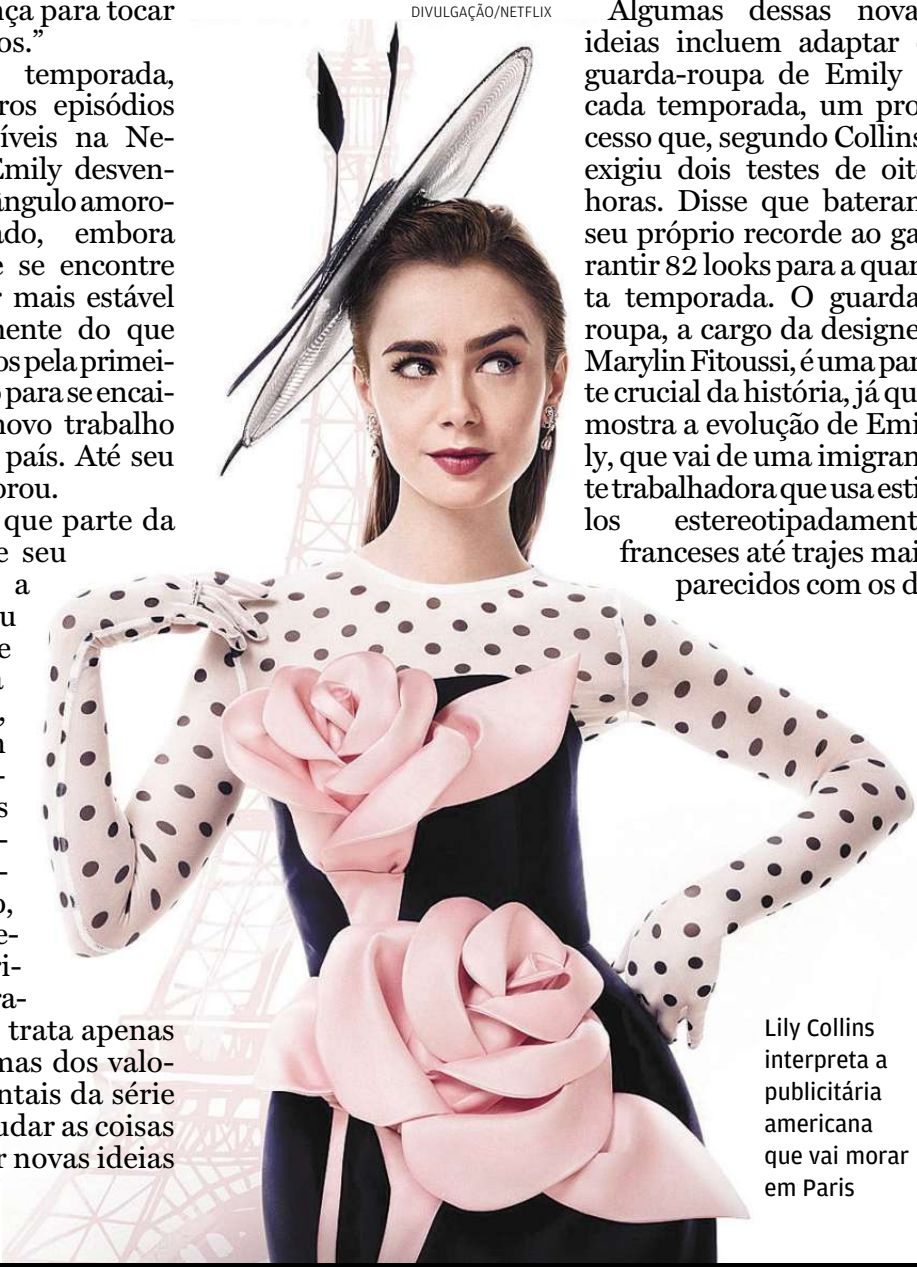 nça para tocar
os.”
temporada,
ros episódios
íveis na Ne-
Emily desven-
ângulo amoro-
ado, embora
e se encontre
r mais estável
mente do que
os pela primei-
o para se encai-
novo trabalho
país. Até seu
orou.
que parte da
e seu
a
u
e
a
,
n
-
s
-
-
o,
e-
ri-
ra-
trata apenas
mas dos valo-
ntais da série
udar as coisas
r novas ideias
DIVULGAÇÃO/NETFLIX
Algumas dessas nova
ideias incluem adaptar
guarda-roupa de Emily
cada temporada, um pro
cesso que, segundo Collins
exigiu dois testes de oit
horas. Disse que bateram
seu próprio recorde ao ga
rantir 82 looks para a quar
ta temporada. O guarda
roupa, a cargo da designe
Marylin Fitoussi, é uma par
te crucial da história, já qu
mostra a evolução de Emi
ly, que vai de uma imigran
te trabalhadora que usa esti
los estereotipadament
franceses até trajes mai
parecidos com os d
Lily Collins
interpreta a
publicitária
americana
que vai morar
em Paris